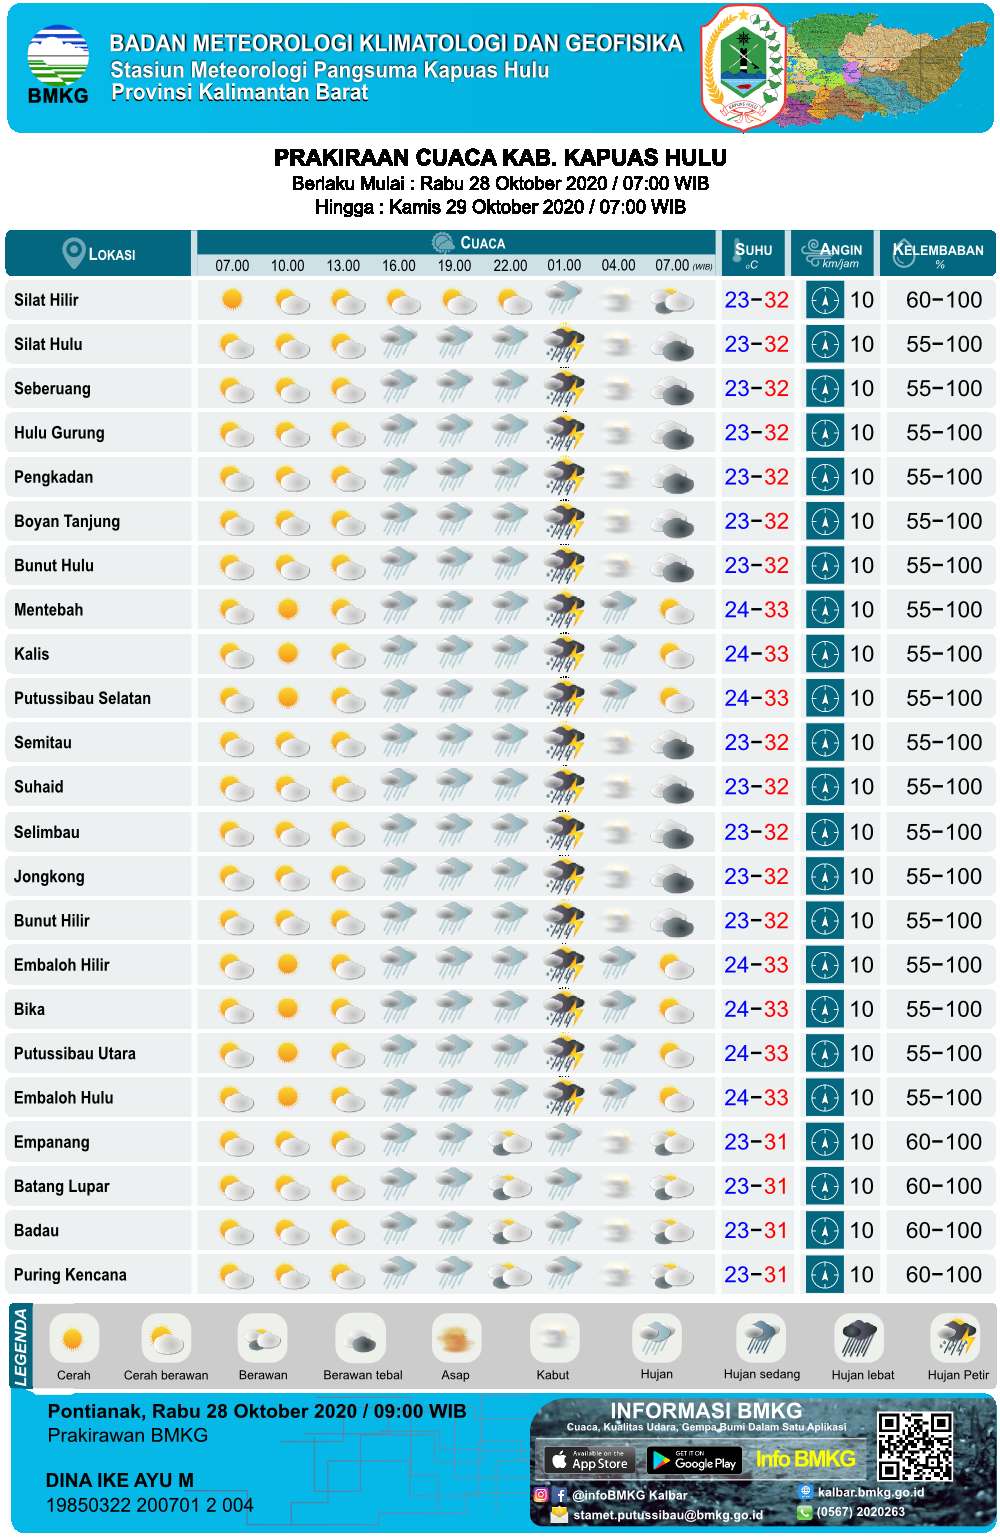 BMKG
BADAN METEOROLOGI KLIMATOLOGI DAN GEOFISIKA
Stasiun Meteorologi Pangsuma Kapuas Hulu
Provinsi Kalimantan Barat
KAPUAS HULU
PRAKIRAAN CUACA KAB. KAPUAS HULU
Berlaku Mulai : Rabu 28 Oktober 2020 / 07:00 WIB
Hingga : Kamis 29 Oktober 2020 / 07:00 WIB
LOKASI CUACA SUHU °C ANGIN km/jam KELEMBABAN %
07.00 10.00 13.00 16.00 19.00 22.00 01.00 04.00 07.00 (WIB)
Silat Hilir 23-32 10 60-100
Silat Hulu 23-32 10 55-100
Seberuang 23-32 10 55-100
Hulu Gurung 23-32 10 55-100
Pengkadan 23-32 10 55-100
Boyan Tanjung 23-32 10 55-100
Bunut Hulu 23-32 10 55-100
Mentebah 24-33 10 55-100
Kalis 24-33 10 55-100
Putussibau Selatan 24-33 10 55-100
Semitau 23-32 10 55-100
Suhaid 23-32 10 55-100
Selimbau 23-32 10 55-100
Jongkong 23-32 10 55-100
Bunut Hilir 23-32 10 55-100
Embaloh Hilir 24-33 10 55-100
Bika 24-33 10 55-100
Putussibau Utara 24-33 10 55-100
Embaloh Hulu 24-33 10 55-100
Empanang 23-31 10 60-100
Batang Lupar 23-31 10 60-100
Badau 23-31 10 60-100
Puring Kencana 23-31 10 60-100
LEGENDA
Cerah Cerah berawan Berawan Berawan tebal Asap Kabut Hujan Hujan sedang Hujan lebat Hujan Petir
Pontianak, Rabu 28 Oktober 2020 / 09:00 WIB
Prakirawan BMKG
DINA IKE AYU M
19850322 200701 2 004
INFORMASI BMKG
Cuaca, Kualitas Udara, Gempa Bumi Dalam Satu Aplikasi
Available on the App Store GET IT ON Google Play Info BMKG
@infoBMKG Kalbar kalbar.bmkg.go.id
stamet.putussibau@bmkg.go.id (0567) 2020263